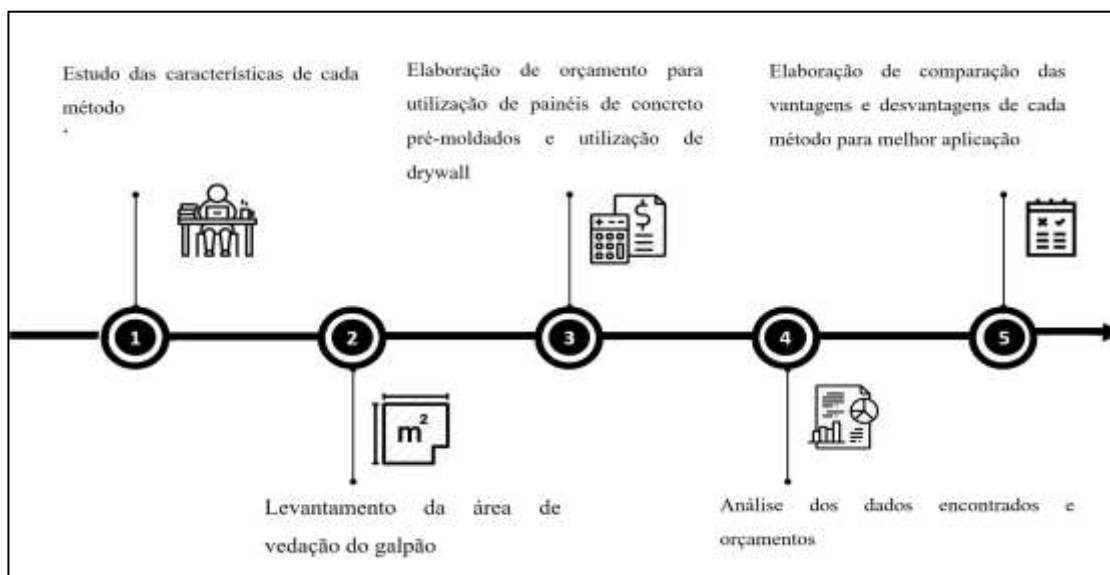 Estudo das características de cada
método
.
Elaboração de orçamento para
utilização de painéis de concreto
pré-moldados e utilização de
drywall
Elaboração de comparação das
vantagens e desvantagens de cada
método para melhor aplicação
$
1
2
3
4
5
m²
Levantamento da área de
vedação do galpão
Análise dos dados encontrados e
orçamentos